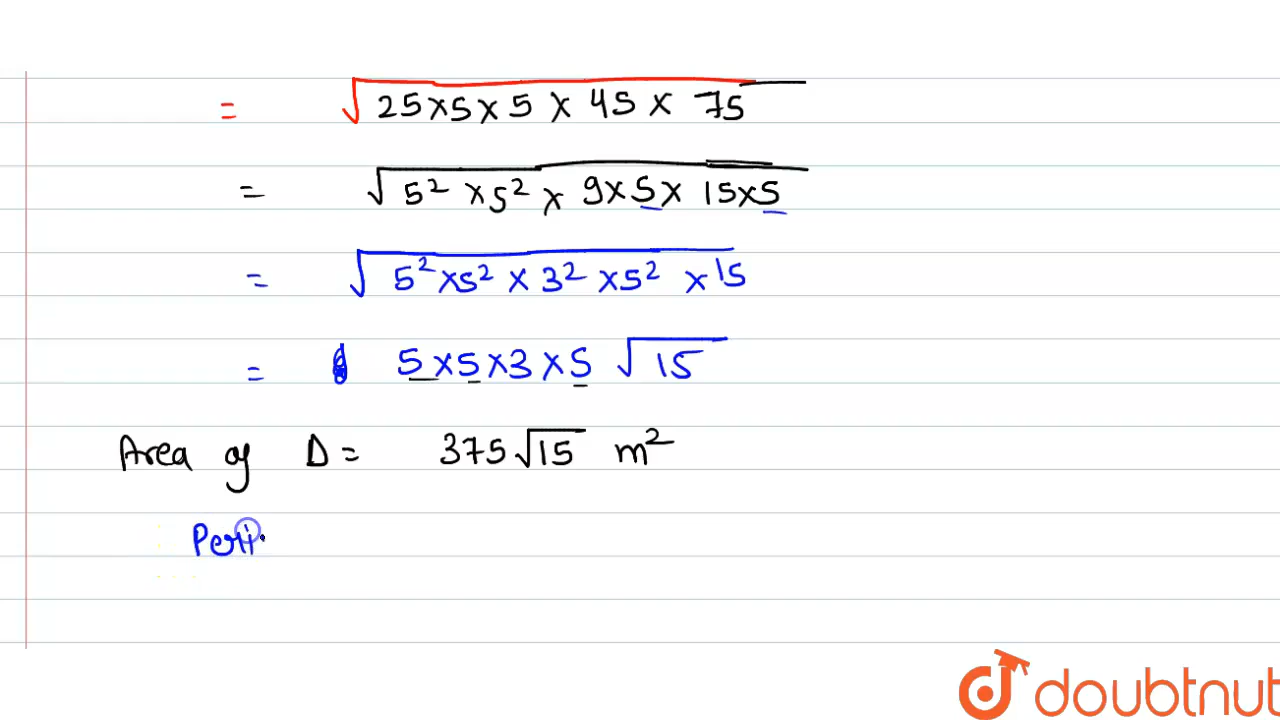 = √25×5×5×45×75
= √5²×5²×9×5×15×5
= √5²×5²×3²×5²×15
= 5×5×3×5√15
Area of Δ= 375√15 m²
Peri
doubtnut